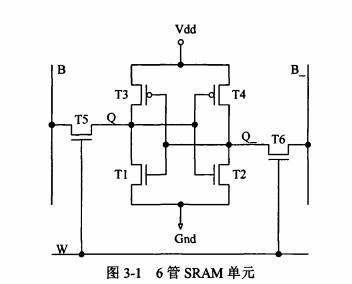 Vdd
B
B_
T3
T4
T5
Q
Q_
T6
T1
T2
Gnd
W
图 3-1 6 管 SRAM 单元